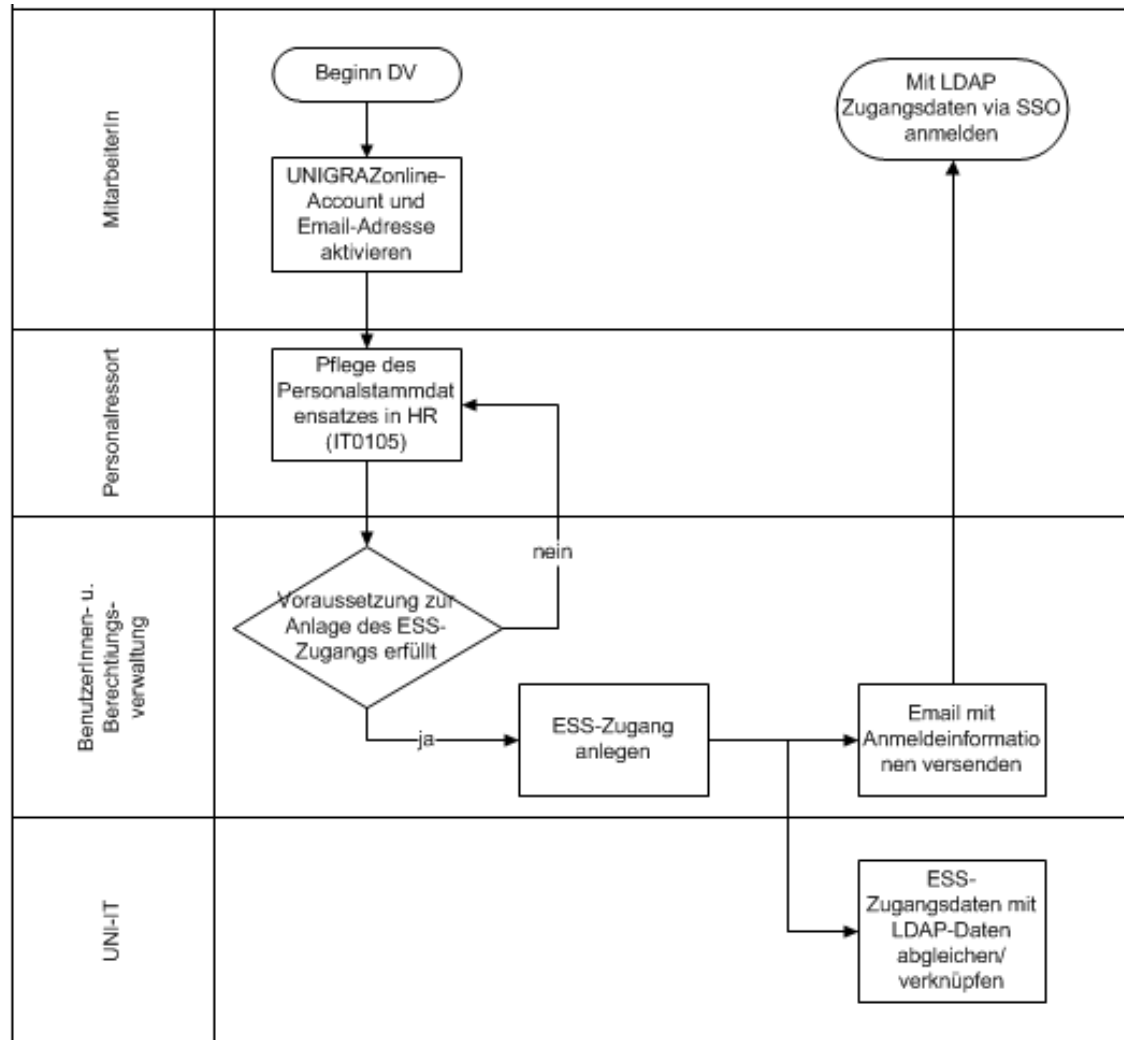 MitarbeiterIn
Beginn DV
Mit LDAP
Zugangsdaten via SSO
anmelden
UNIGRAZonline-
Account und
Email-Adresse
aktivieren
Personalressort
Pflege des
Personalstammdat
ensatzes in HR
(IT0105)
BenutzerInnen- u.
Berechtiungs-
verwaltung
nein
Voraussetzung zur
Anlage des ESS-
Zugangs erfüllt
ja
ESS-Zugang
anlegen
Email mit
Anmeldeinformatio
nen versenden
UNI-IT
ESS-
Zugangsdaten mit
LDAP-Daten
abgleichen/
verknüpfen